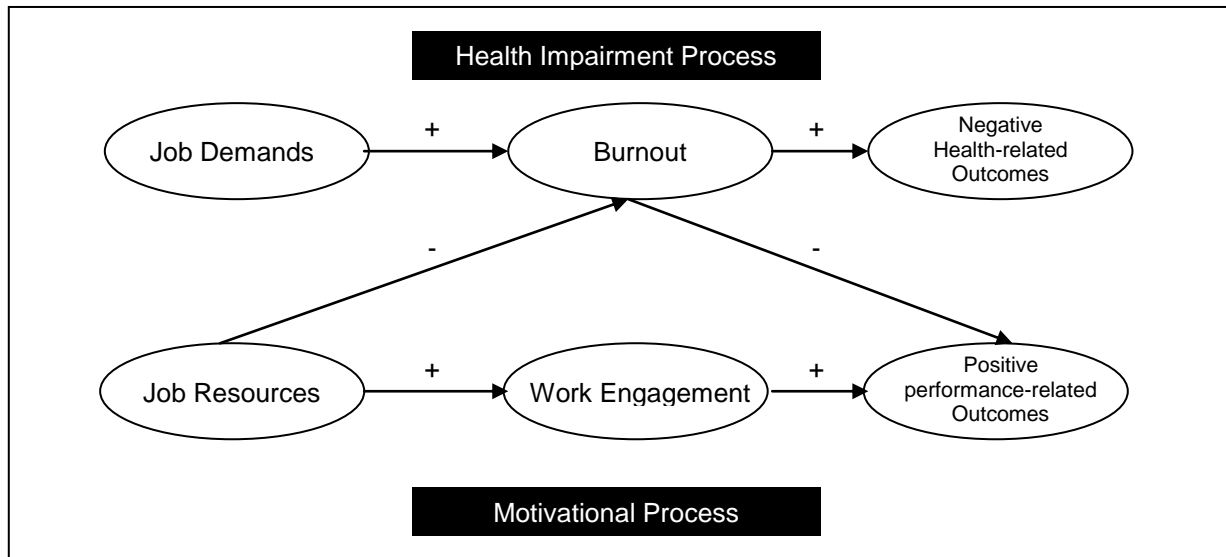 Health Impairment Process
+
+
Job Demands
Burnout
Negative
Health-related
Outcomes
-
-
+
+
Job Resources
Work Engagement
Positive
performance-related
Outcomes
Motivational Process